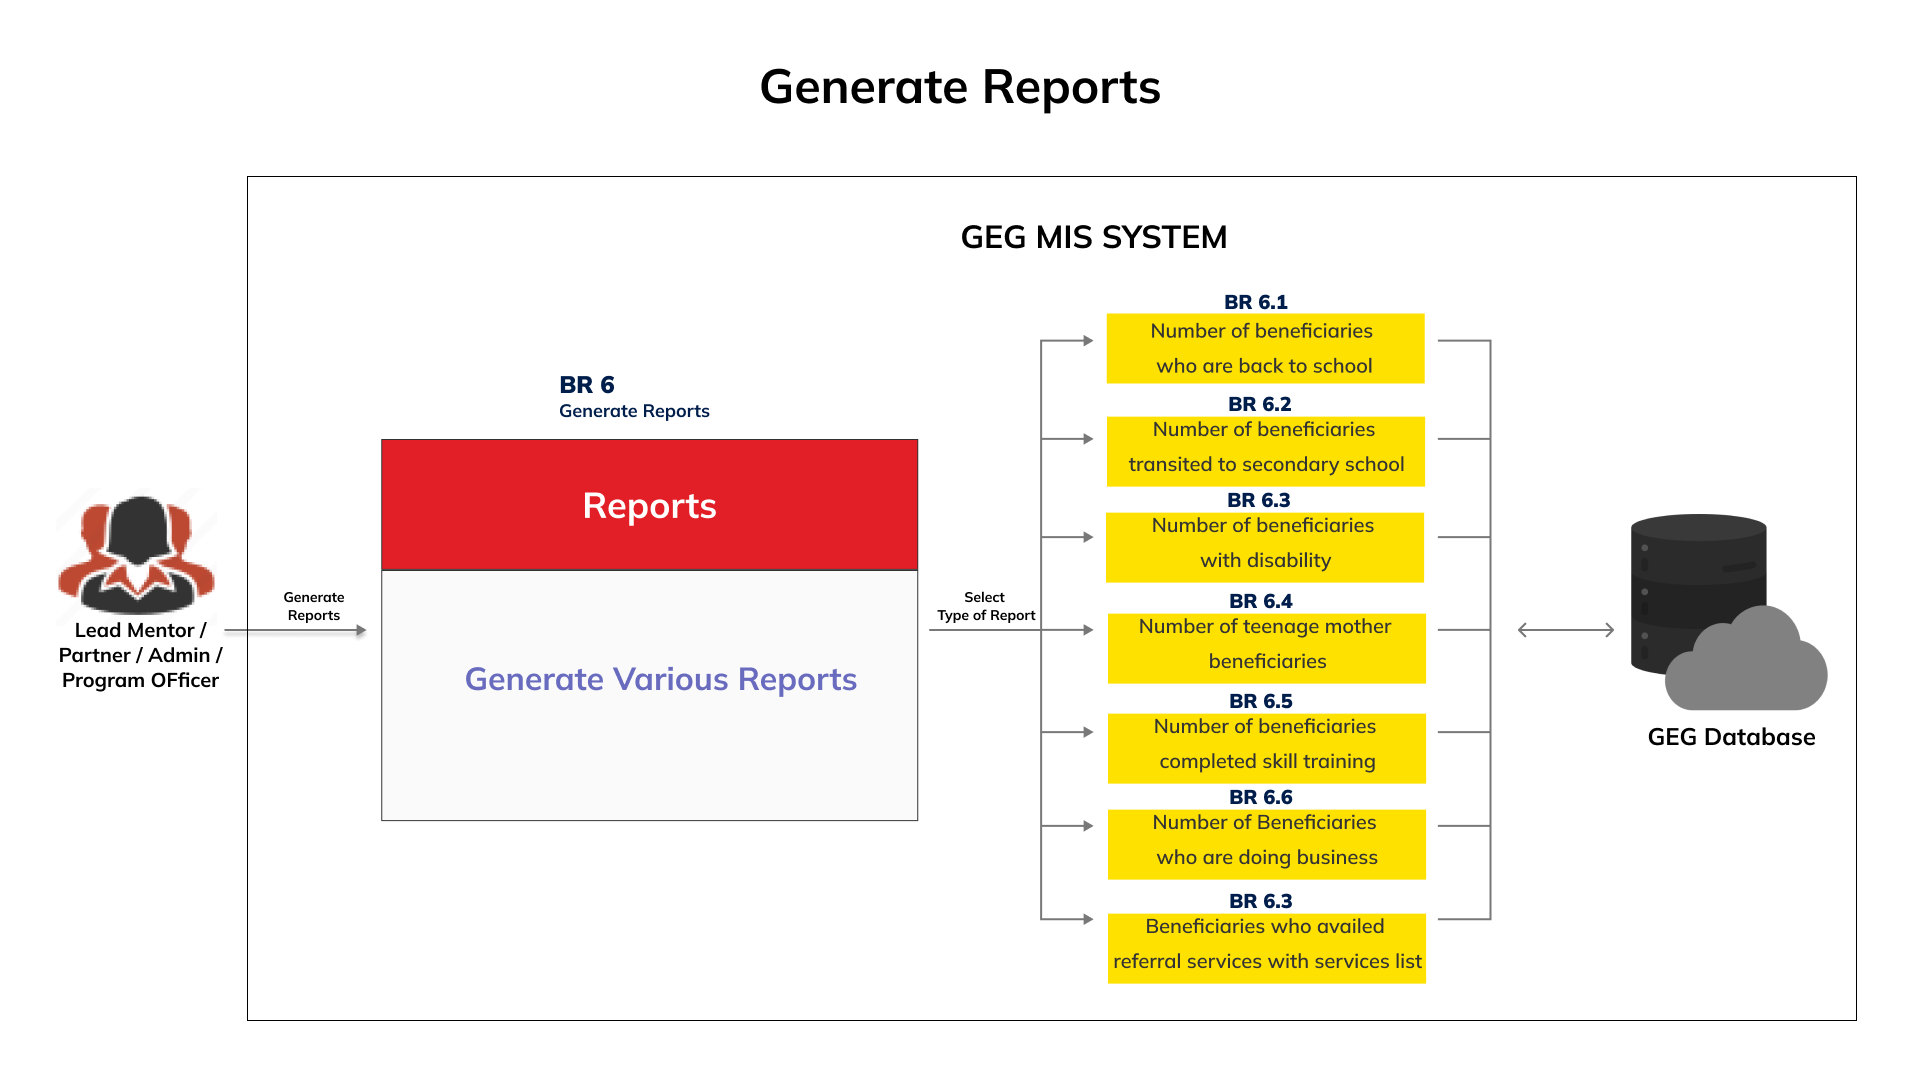 Generate Reports
GEG MIS SYSTEM
Lead Mentor /
Partner / Admin /
Program OFficer
Generate
Reports
BR 6
Generate Reports
Reports
Generate Various Reports
Select
Type of Report
BR 6.1
Number of beneficiaries
who are back to school
BR 6.2
Number of beneficiaries
transited to secondary school
BR 6.3
Number of beneficiaries
with disability
BR 6.4
Number of teenage mother
beneficiaries
BR 6.5
Number of beneficiaries
completed skill training
BR 6.6
Number of Beneficiaries
who are doing business
BR 6.3
Beneficiaries who availed
referral services with services list
GEG Database